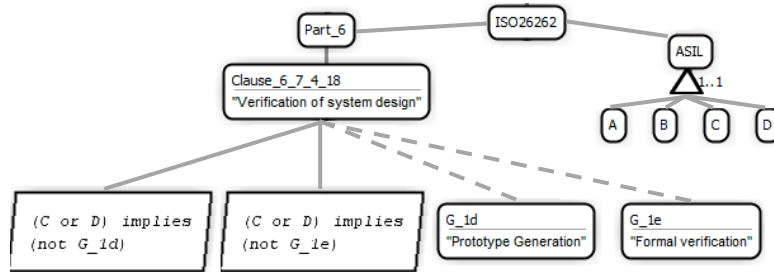 ISO26262
Part_6
ASIL
Clause_6_7_4_18
"Verification of system design"
1..1
A
B
C
D
(C or D) implies
(not G_1d)
(C or D) implies
(not G_1e)
G_1d
"Prototype Generation"
G_1e
"Formal verification"